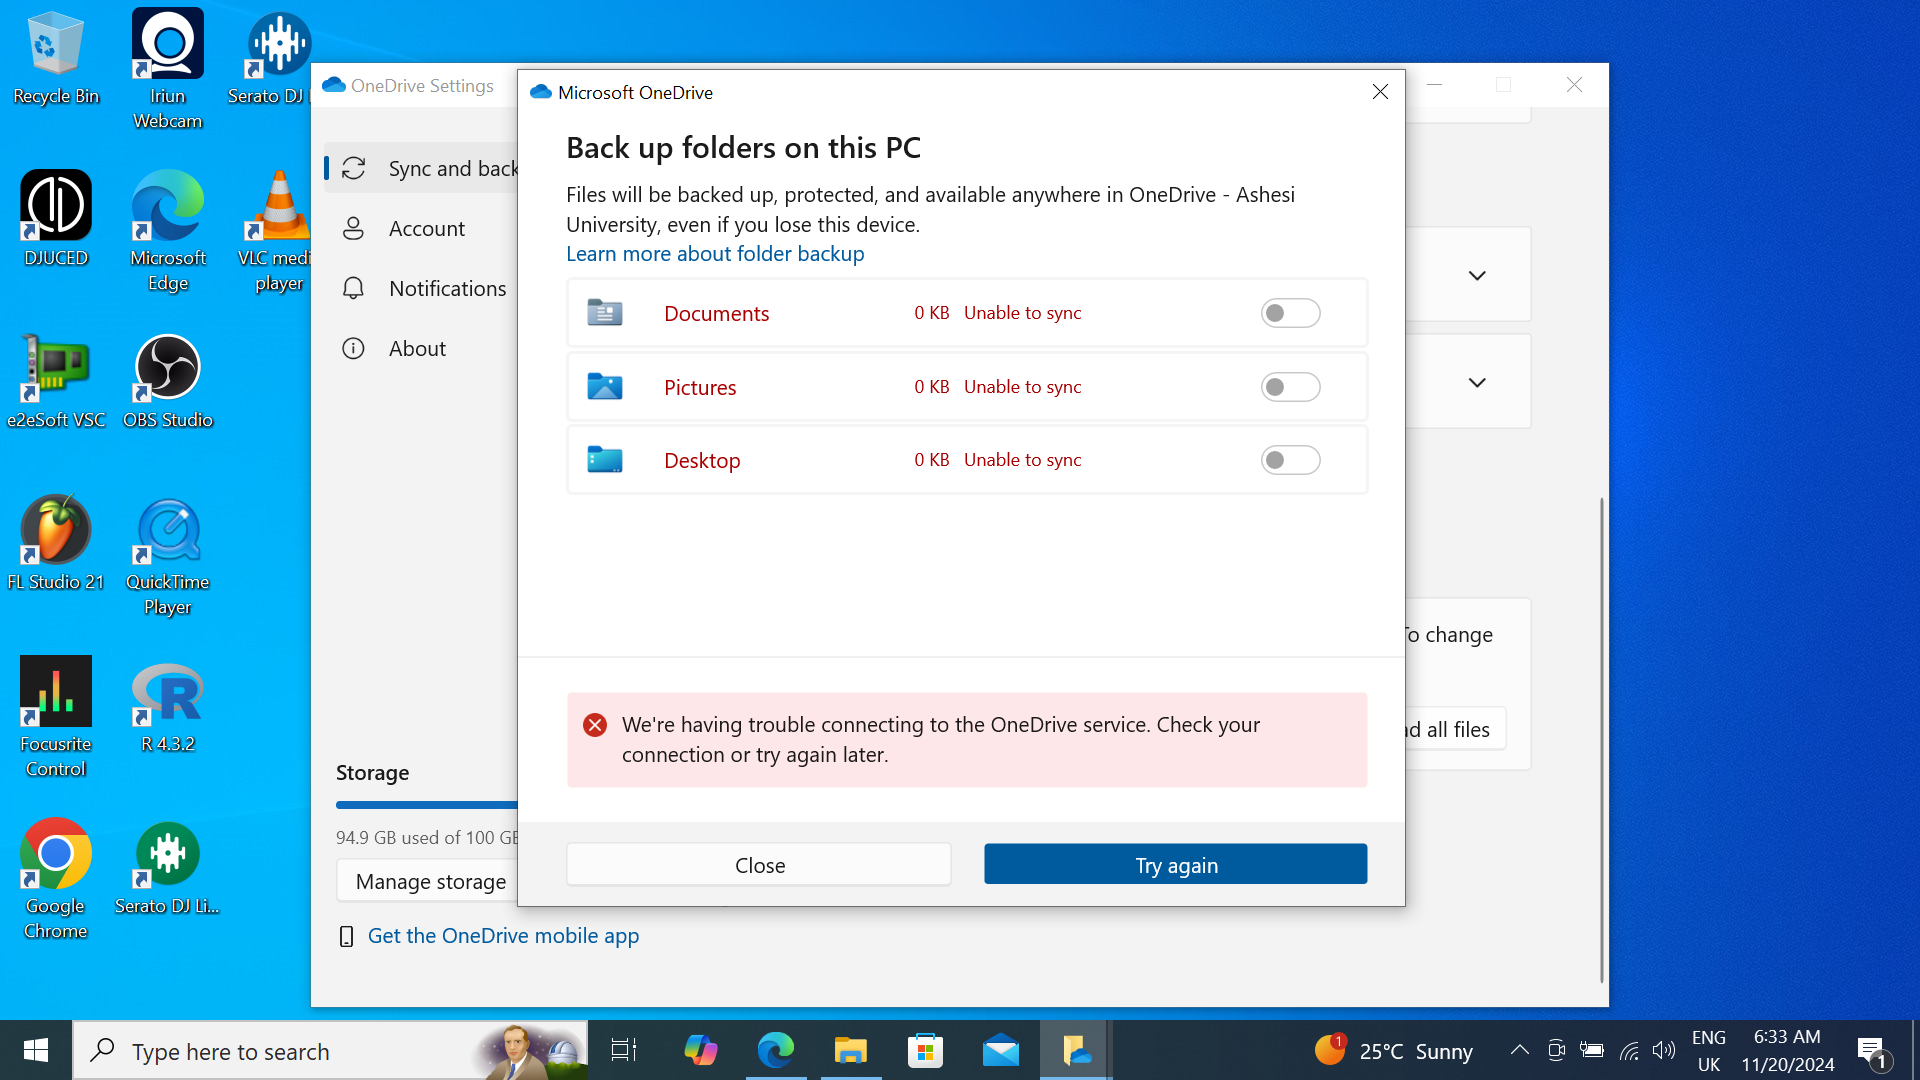 Recycle Bin
Iriun
Webcam
Serato DJ
DJUCED
Microsoft
Edge
VLC medi
player
e2eSoft VSC
OBS Studio
FL Studio 21
QuickTime
Player
Focusrite
Control
R 4.3.2
Google
Chrome
Serato DJ Li...
OneDrive Settings
Sync and back
Account
Notifications
About
Storage
94.9 GB used of 100 GB
Manage storage
Get the OneDrive mobile app
Microsoft OneDrive
Back up folders on this PC
Files will be backed up, protected, and available anywhere in OneDrive - Ashesi
University, even if you lose this device.
Learn more about folder backup
Documents 0 KB Unable to sync
Pictures 0 KB Unable to sync
Desktop 0 KB Unable to sync
We're having trouble connecting to the OneDrive service. Check your
connection or try again later.
Close
Try again
To change
ad all files
Type here to search
1
25°C Sunny
ENG
UK
6:33 AM
11/20/2024
1